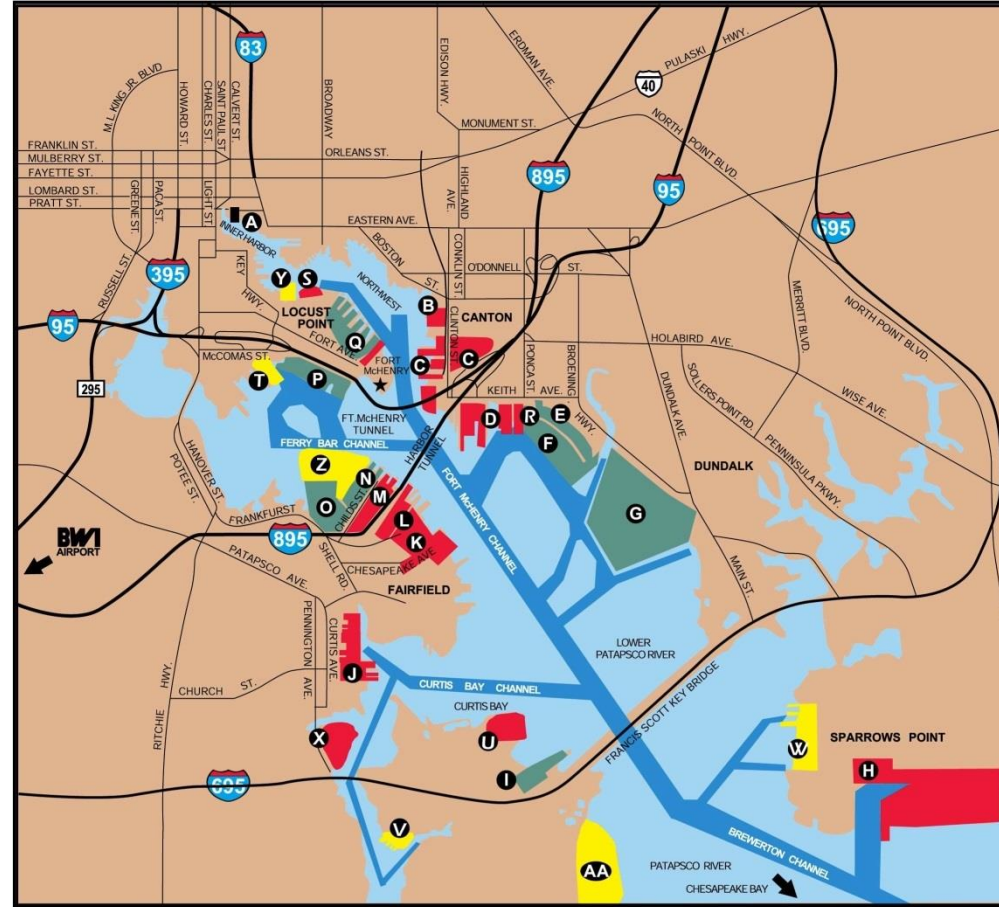 83
EDISON HWY.
ERDMAN AVE.
PULASKI HWY.
40
M.L KING JR. BLVD
HOWARD ST.
CHARLES ST.
SAINT PAUL ST.
CALVERT ST.
BROADWAY
MONUMENT ST.
NORTH POINT BLVD.
FRANKLIN ST.
MULBERRY ST.
FAYETTE ST.
ORLEANS ST.
LOMBARD ST.
PRATT ST.
GREENE ST.
PACA ST.
LIGHT ST.
HIGHLAND AVE.
895
95
695
A
INNER HARBOR
EASTERN AVE.
BOSTON ST.
CONKLIN ST.
O'DONNELL ST.
RUSSELL ST.
395
KEY HWY.
Y
S
NORTHWEST
B
CANTON
LOCUST POINT
CLINTON ST.
PONCA ST.
BROENING HWY.
MERRITT BLVD.
NORTH POINT BLVD.
95
McCOMAS ST.
FORT AVE.
Q
FORT McHENRY
C
C
HOLABIRD AVE.
SOLLERS POINT RD.
WISE AVE.
295
T
P
KEITH AVE.
DUNDALK AVE.
FT.McHENRY TUNNEL
D
R
E
F
PENNINSULA PKWY.
HANOVER ST.
POTEE ST.
FERRY BAR CHANNEL
HARBOR TUNNEL
DUNDALK
Z
N
M
O
CHILDS ST.
L
K
FORT McHENRY CHANNEL
G
FRANKFURST
895
BWI
AIRPORT
PATAPSCO AVE.
SHELL RD.
CHESAPEAKE AVE
FAIRFIELD
MAIN ST.
PENNINGTON AVE.
CURTIS AVE.
LOWER
PATAPSCO RIVER
RITCHIE HWY.
CHURCH ST.
J
CURTIS BAY CHANNEL
CURTIS BAY
FRANCIS SCOTT KEY BRIDGE
X
U
W
SPARROWS POINT
H
I
695
V
AA
BREWERTON CHANNEL
PATAPSCO RIVER
CHESAPEAKE BAY